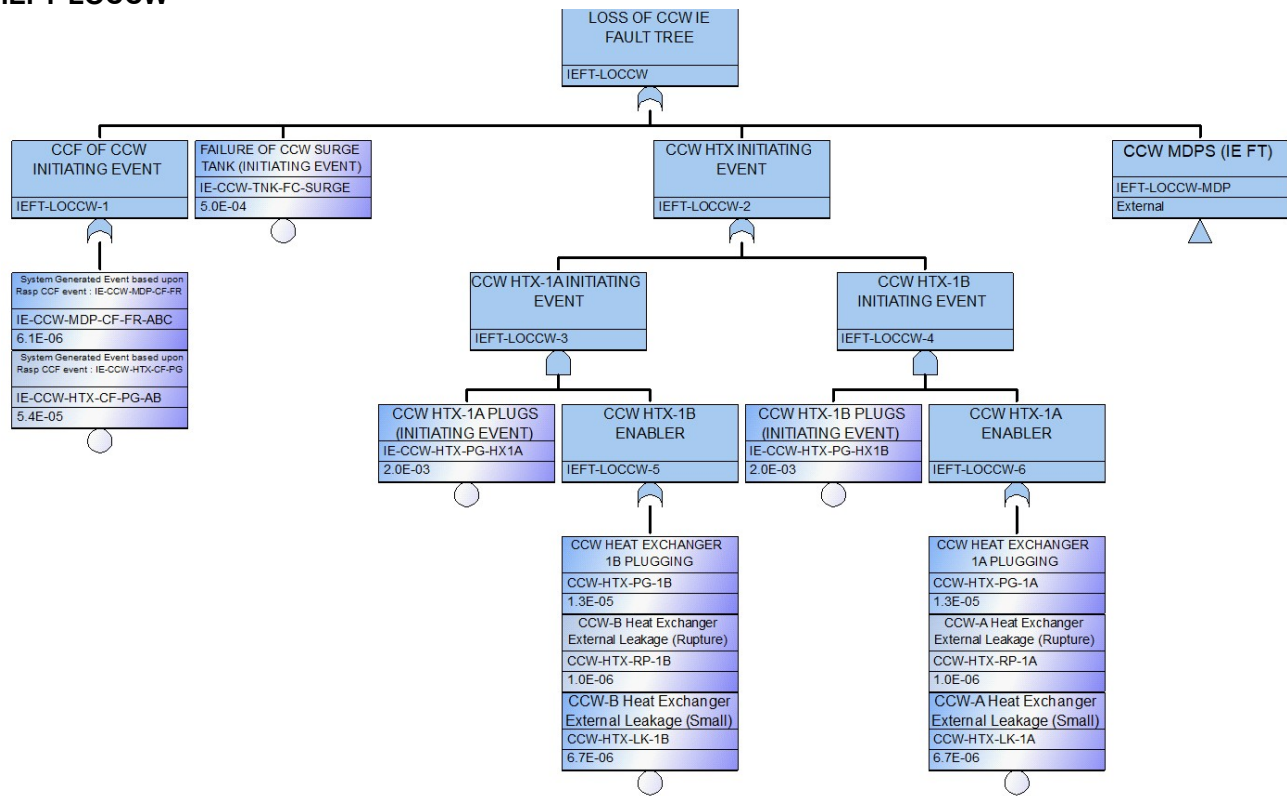 IEFT-LOCCW
LOSS OF CCW IE
FAULT TREE
IEFT-LOCCW
CCF OF CCW
INITIATING EVENT
IEFT-LOCCW-1
FAILURE OF CCW SURGE
TANK (INITIATING EVENT)
IE-CCW-TNK-FC-SURGE
5.0E-04
CCW HTX INITIATING
EVENT
IEFT-LOCCW-2
CCW MDPS (IE FT)
IEFT-LOCCW-MDP
External
System Generated Event based upon
Rasp CCF event : IE-CCW-MDP-CF-FR
IE-CCW-MDP-CF-FR-ABC
6.1E-06
System Generated Event based upon
Rasp CCF event : IE-CCW-HTX-CF-PG
IE-CCW-HTX-CF-PG-AB
5.4E-05
CCW HTX-1A INITIATING
EVENT
IEFT-LOCCW-3
CCW HTX-1B
INITIATING EVENT
IEFT-LOCCW-4
CCW HTX-1A PLUGS
(INITIATING EVENT)
IE-CCW-HTX-PG-HX1A
2.0E-03
CCW HTX-1B
ENABLER
IEFT-LOCCW-5
CCW HTX-1B PLUGS
(INITIATING EVENT)
IE-CCW-HTX-PG-HX1B
2.0E-03
CCW HTX-1A
ENABLER
IEFT-LOCCW-6
CCW HEAT EXCHANGER
1B PLUGGING
CCW-HTX-PG-1B
1.3E-05
CCW-B Heat Exchanger
External Leakage (Rupture)
CCW-HTX-RP-1B
1.0E-06
CCW-B Heat Exchanger
External Leakage (Small)
CCW-HTX-LK-1B
6.7E-06
CCW HEAT EXCHANGER
1A PLUGGING
CCW-HTX-PG-1A
1.3E-05
CCW-A Heat Exchanger
External Leakage (Rupture)
CCW-HTX-RP-1A
1.0E-06
CCW-A Heat Exchanger
External Leakage (Small)
CCW-HTX-LK-1A
6.7E-06